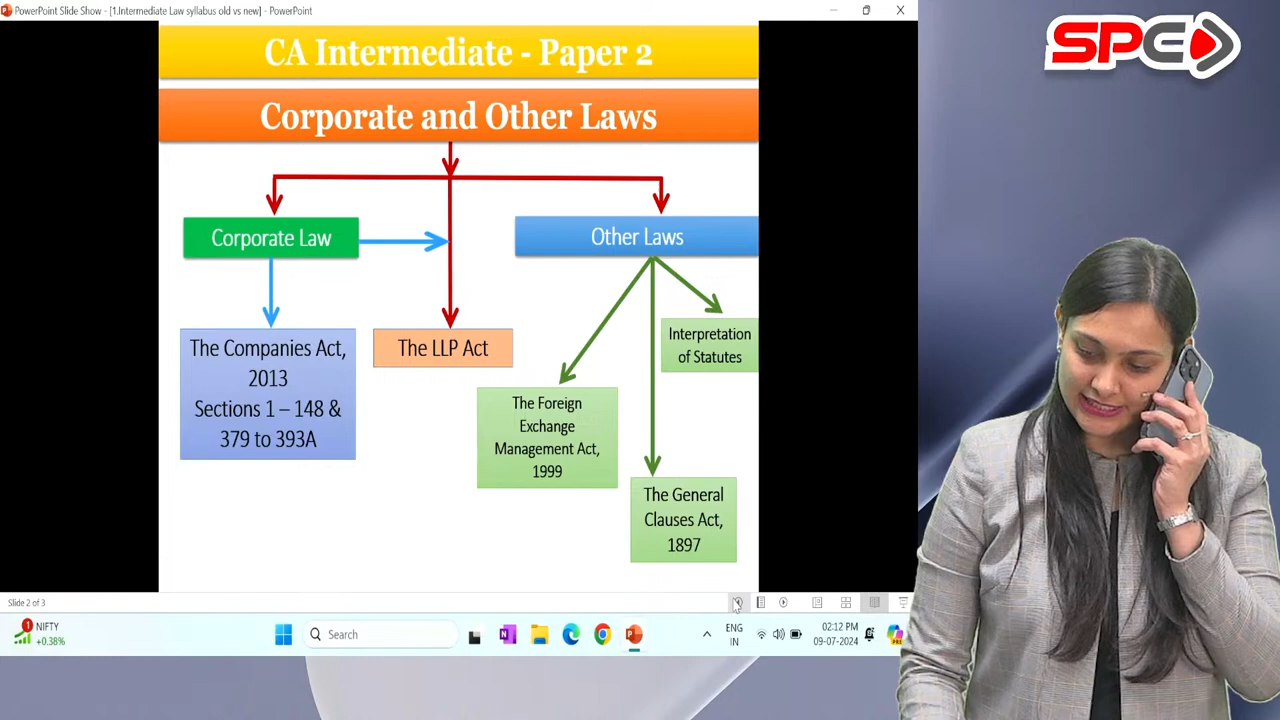 PowerPoint Slide Show - [1.Intermediate Law syllabus old vs new] - PowerPoint
SPC
CA Intermediate - Paper 2
Corporate and Other Laws
Corporate Law
Other Laws
The Companies Act,
2013
Sections 1 – 148 &
379 to 393A
The LLP Act
Interpretation
of Statutes
The Foreign
Exchange
Management Act,
1999
The General
Clauses Act,
1897
Slide 2 of 3
1
NIFTY
+0.38%
Search
ENG
IN
02:12 PM
09-07-2024